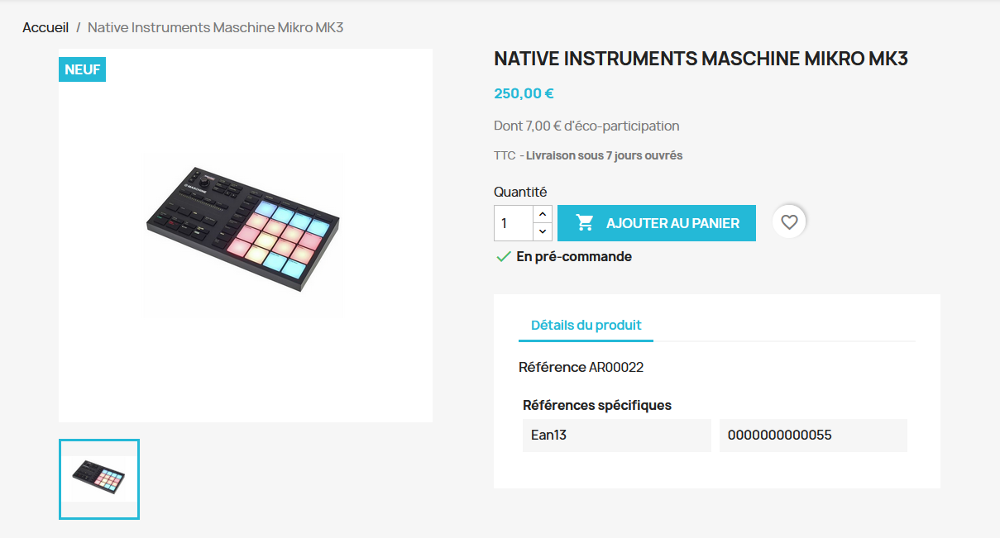 Accueil / Native Instruments Maschine Mikro MK3
NEUF
NATIVE INSTRUMENTS MASCHINE MIKRO MK3
250,00 €
Dont 7,00 € d'éco-participation
TTC - Livraison sous 7 jours ouvrés
Quantité
1
AJOUTER AU PANIER
En pré-commande
Détails du produit
Référence AR00022
Références spécifiques
Ean13 0000000000055
MASCHINE